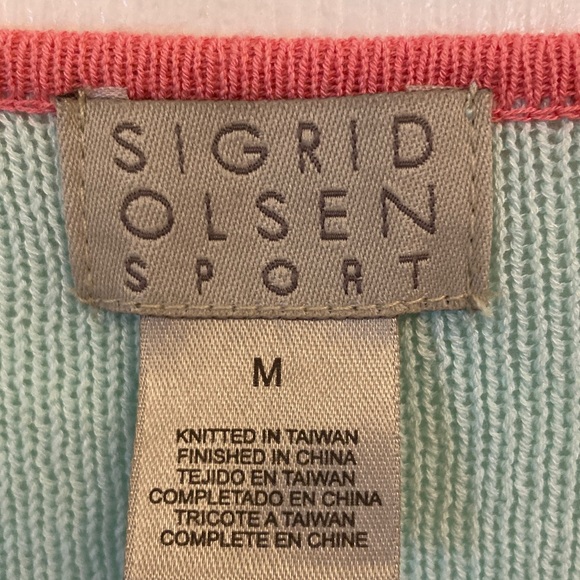 SIGRID
OLSEN
SPORT
M
KNITTED IN TAIWAN
FINISHED IN CHINA
TEJIDO EN TAIWAN
COMPLETADO EN CHINA
TRICOTE A TAIWAN
COMPLETE EN CHINE